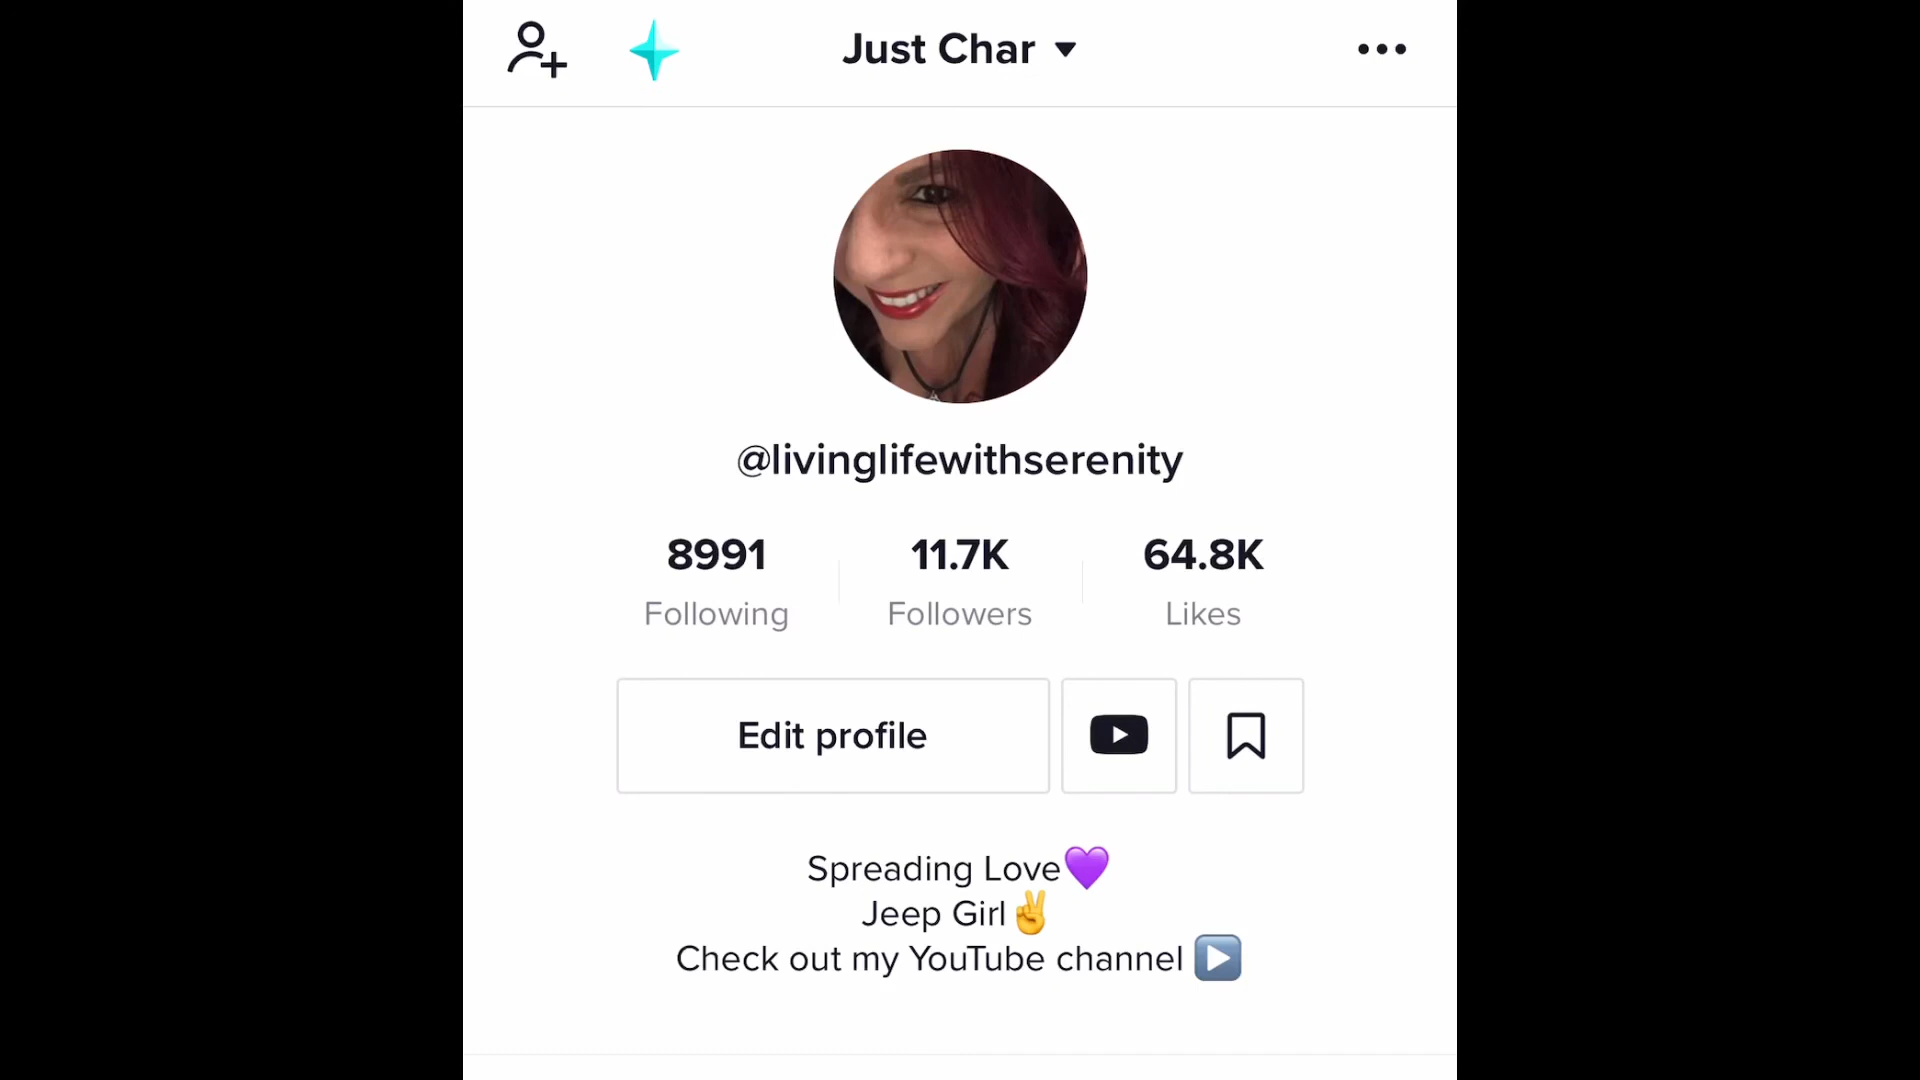 Just Char
@livinglifewithserenity
8991 11.7K 64.8K
Following Followers Likes
Edit profile
Spreading Love💜
Jeep Girl✌️
Check out my YouTube channel ▶️